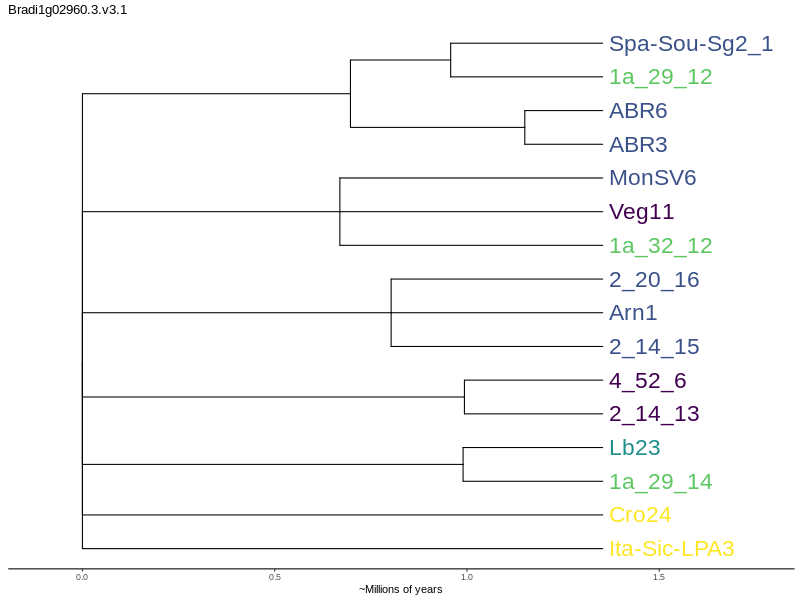 Bradi1g02960.3.v3.1
Spa-Sou-Sg2_1
1a_29_12
ABR6
ABR3
MonSV6
Veg11
1a_32_12
2_20_16
Arn1
2_14_15
4_52_6
2_14_13
Lb23
1a_29_14
Cro24
Ita-Sic-LPA3
0.0 0.5 1.0 1.5
~Millions of years